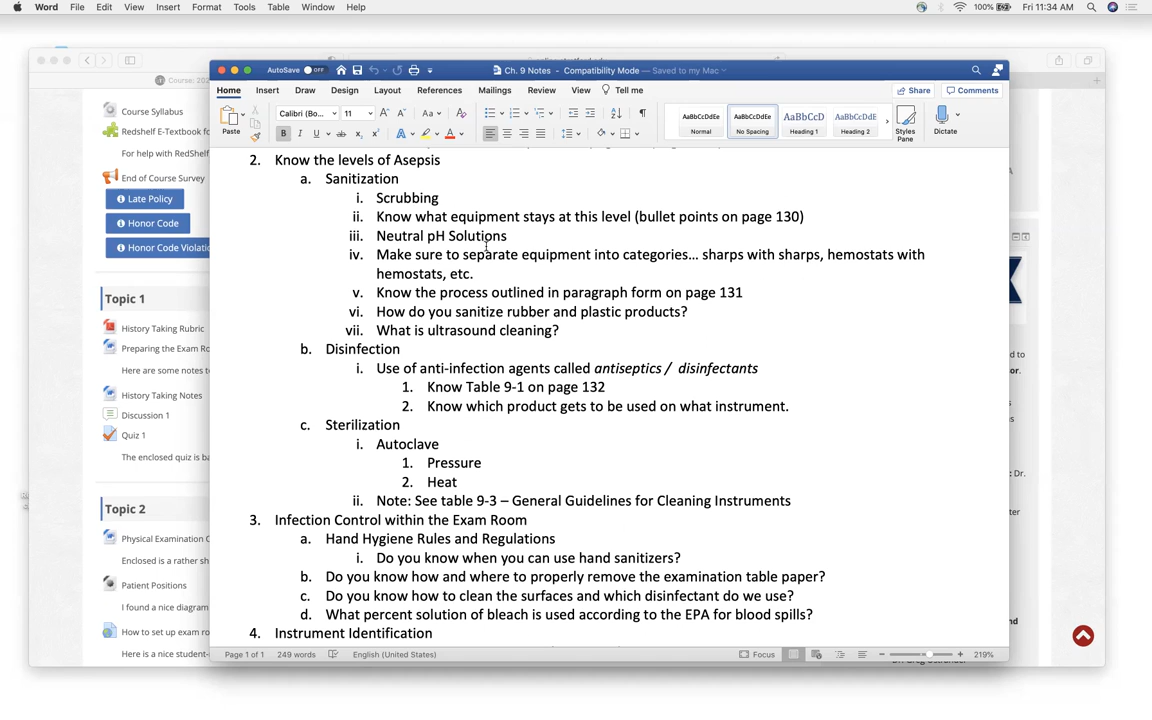 Word File Edit View Insert Format Tools Table Window Help 100% Fri 11:34 AM
AutoSave OFF Ch. 9 Notes - Compatibility Mode — Saved to my Mac
Home Insert Draw Design Layout References Mailings Review View Tell me Share Comments
Paste Calibri (Bo... 11 AaBbCcDdEe AaBbCcDdEe AaBbCcD AaBbCcDdE
Normal No Spacing Heading 1 Heading 2 Styles Pane Dictate
2. Know the levels of Asepsis
a. Sanitization
i. Scrubbing
ii. Know what equipment stays at this level (bullet points on page 130)
iii. Neutral pH Solutions
iv. Make sure to separate equipment into categories... sharps with sharps, hemostats with
hemostats, etc.
v. Know the process outlined in paragraph form on page 131
vi. How do you sanitize rubber and plastic products?
vii. What is ultrasound cleaning?
b. Disinfection
i. Use of anti-infection agents called antiseptics / disinfectants
1. Know Table 9-1 on page 132
2. Know which product gets to be used on what instrument.
c. Sterilization
i. Autoclave
1. Pressure
2. Heat
ii. Note: See table 9-3 – General Guidelines for Cleaning Instruments
3. Infection Control within the Exam Room
a. Hand Hygiene Rules and Regulations
i. Do you know when you can use hand sanitizers?
b. Do you know how and where to properly remove the examination table paper?
c. Do you know how to clean the surfaces and which disinfectant do we use?
d. What percent solution of bleach is used according to the EPA for blood spills?
4. Instrument Identification
Page 1 of 1 249 words English (United States) Focus 219%
Course: 202
Course Syllabus
Redshelf E-Textbook fo
For help with RedShelf
End of Course Survey
Late Policy
Honor Code
Honor Code Violatio
Topic 1
History Taking Rubric
Preparing the Exam Ro
Here are some notes t
History Taking Notes
Discussion 1
Quiz 1
The enclosed quiz is ba
Topic 2
Physical Examination C
Enclosed is a rather sh
Patient Positions
I found a nice diagram
How to set up exam ro
Here is a nice student-
d to
or.
: Dr.
ter
nd